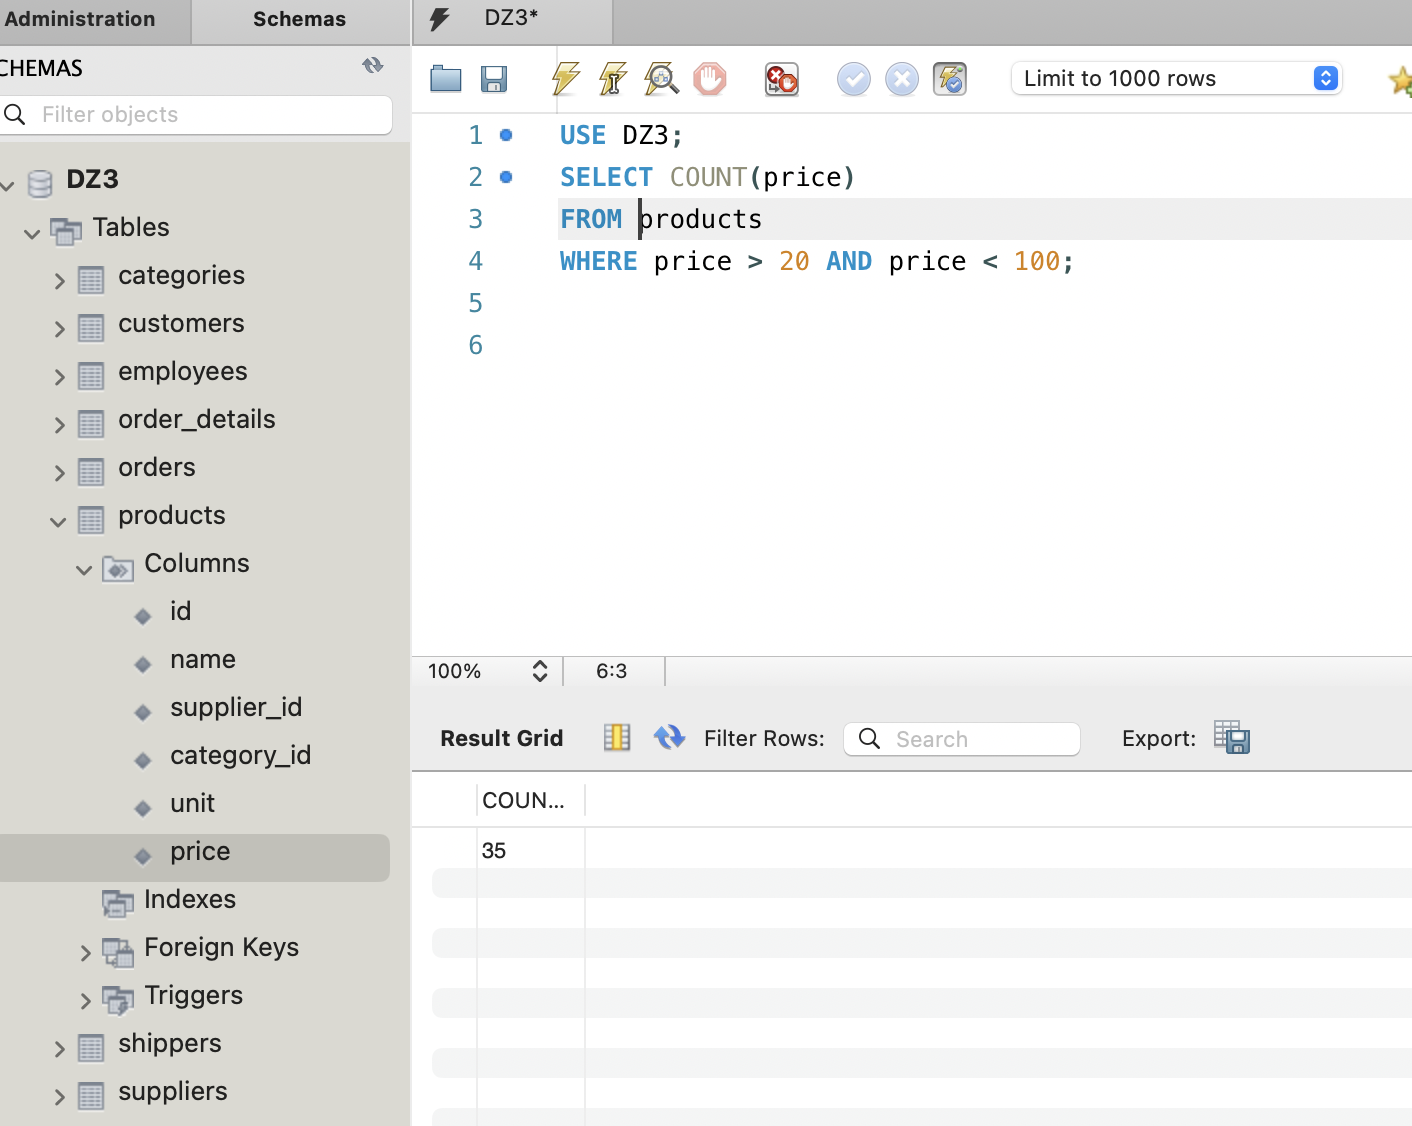 Administration
Schemas
DZ3*
CHEMAS
Filter objects
Limit to 1000 rows
DZ3
Tables
categories
customers
employees
order_details
orders
products
Columns
id
name
supplier_id
category_id
unit
price
Indexes
Foreign Keys
Triggers
shippers
suppliers
1 USE DZ3;
2 SELECT COUNT(price)
3 FROM products
4 WHERE price > 20 AND price < 100;
5
6
100% 6:3
Result Grid Filter Rows: Search Export:
COUN...
35